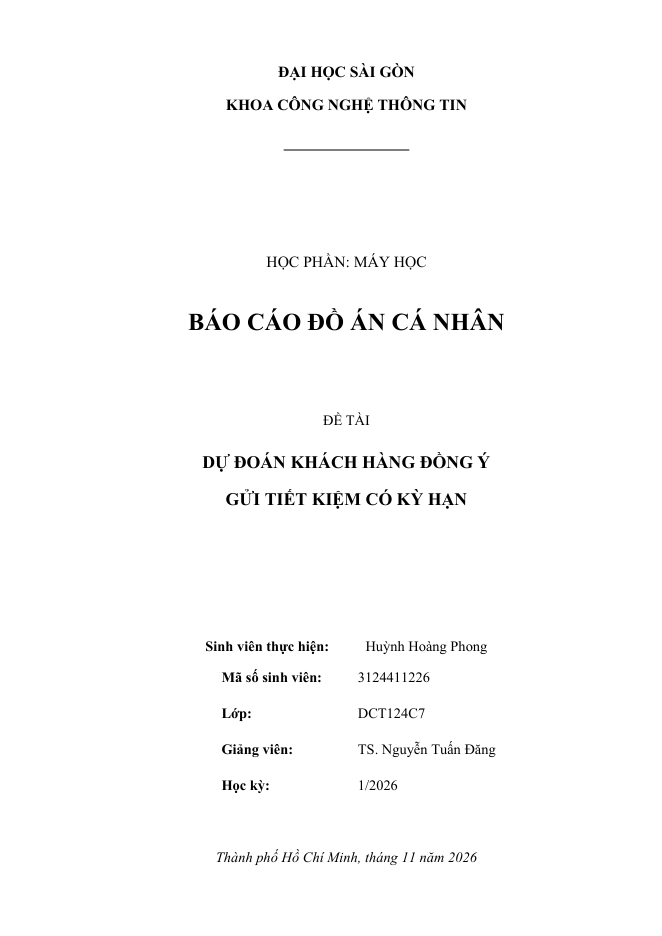 ĐẠI HỌC SÀI GÒN
KHOA CÔNG NGHỆ THÔNG TIN
HỌC PHẦN: MÁY HỌC
BÁO CÁO ĐỒ ÁN CÁ NHÂN
ĐỀ TÀI
DỰ ĐOÁN KHÁCH HÀNG ĐỒNG Ý
GỬI TIẾT KIỆM CÓ KỲ HẠN
Sinh viên thực hiện: Huỳnh Hoàng Phong
Mã số sinh viên: 3124411226
Lớp: DCT124C7
Giảng viên: TS. Nguyễn Tuấn Đăng
Học kỳ: 1/2026
Thành phố Hồ Chí Minh, tháng 11 năm 2026